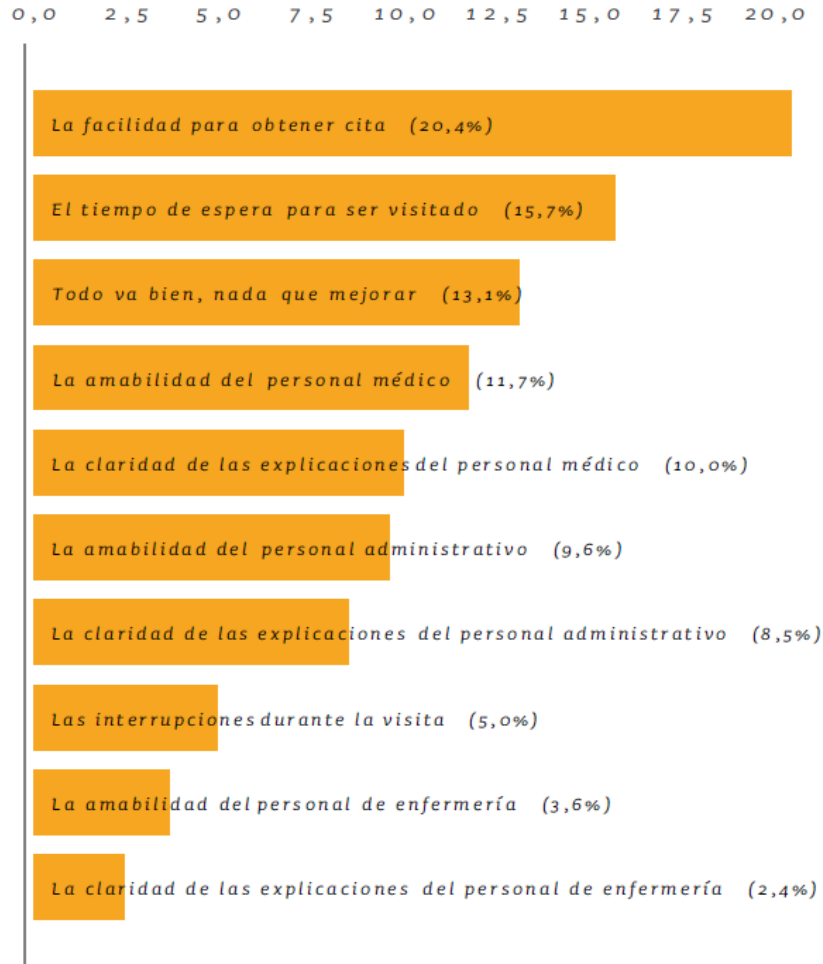 0,0 2,5 5,0 7,5 10,0 12,5 15,0 17,5 20,0
La facilidad para obtener cita (20,4%)
El tiempo de espera para ser visitado (15,7%)
Todo va bien, nada que mejorar (13,1%)
La amabilidad del personal médico (11,7%)
La claridad de las explicaciones del personal médico (10,0%)
La amabilidad del personal administrativo (9,6%)
La claridad de las explicaciones del personal administrativo (8,5%)
Las interrupciones durante la visita (5,0%)
La amabilidad del personal de enfermería (3,6%)
La claridad de las explicaciones del personal de enfermería (2,4%)